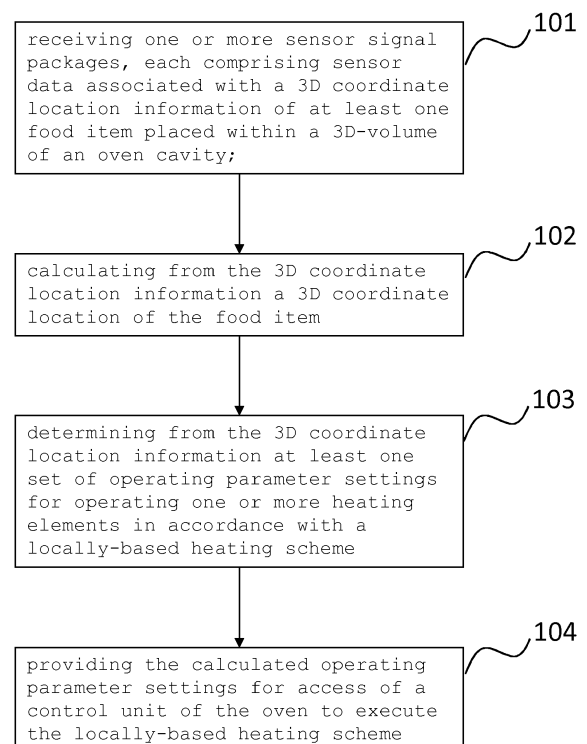 101
receiving one or more sensor signal
packages, each comprising sensor
data associated with a 3D coordinate
location information of at least one
food item placed within a 3D-volume
of an oven cavity;
102
calculating from the 3D coordinate
location information a 3D coordinate
location of the food item
103
determining from the 3D coordinate
location information at least one
set of operating parameter settings
for operating one or more heating
elements in accordance with a
locally-based heating scheme
104
providing the calculated operating
parameter settings for access of a
control unit of the oven to execute
the locally-based heating scheme